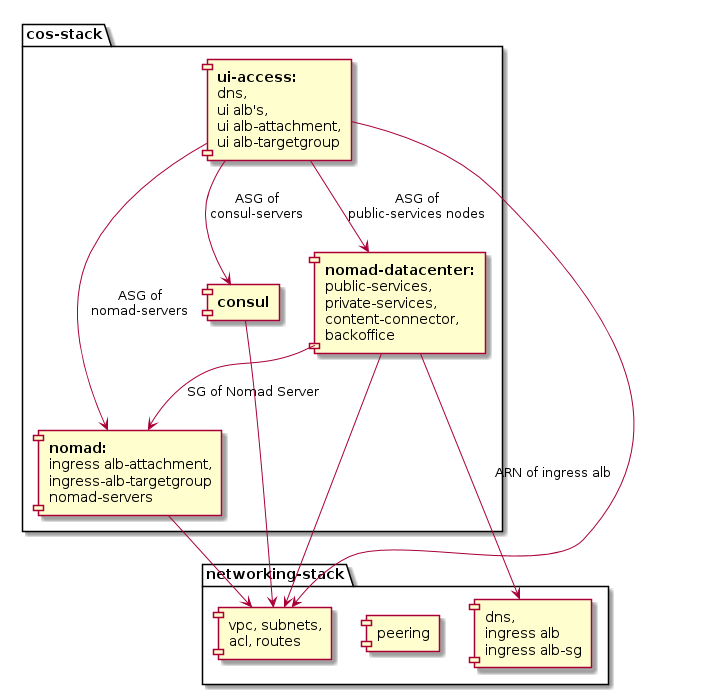 cos-stack
ui-access:
dns,
ui alb's,
ui alb-attachment,
ui alb-targetgroup
ASG of
consul-servers
ASG of
public-services nodes
nomad-datacenter:
public-services,
private-services,
content-connector,
backoffice
ASG of
nomad-servers
consul
SG of Nomad Server
nomad:
ingress alb-attachment,
ingress-alb-targetgroup
nomad-servers
ARN of ingress alb
networking-stack
vpc, subnets,
acl, routes
peering
dns,
ingress alb
ingress alb-sg